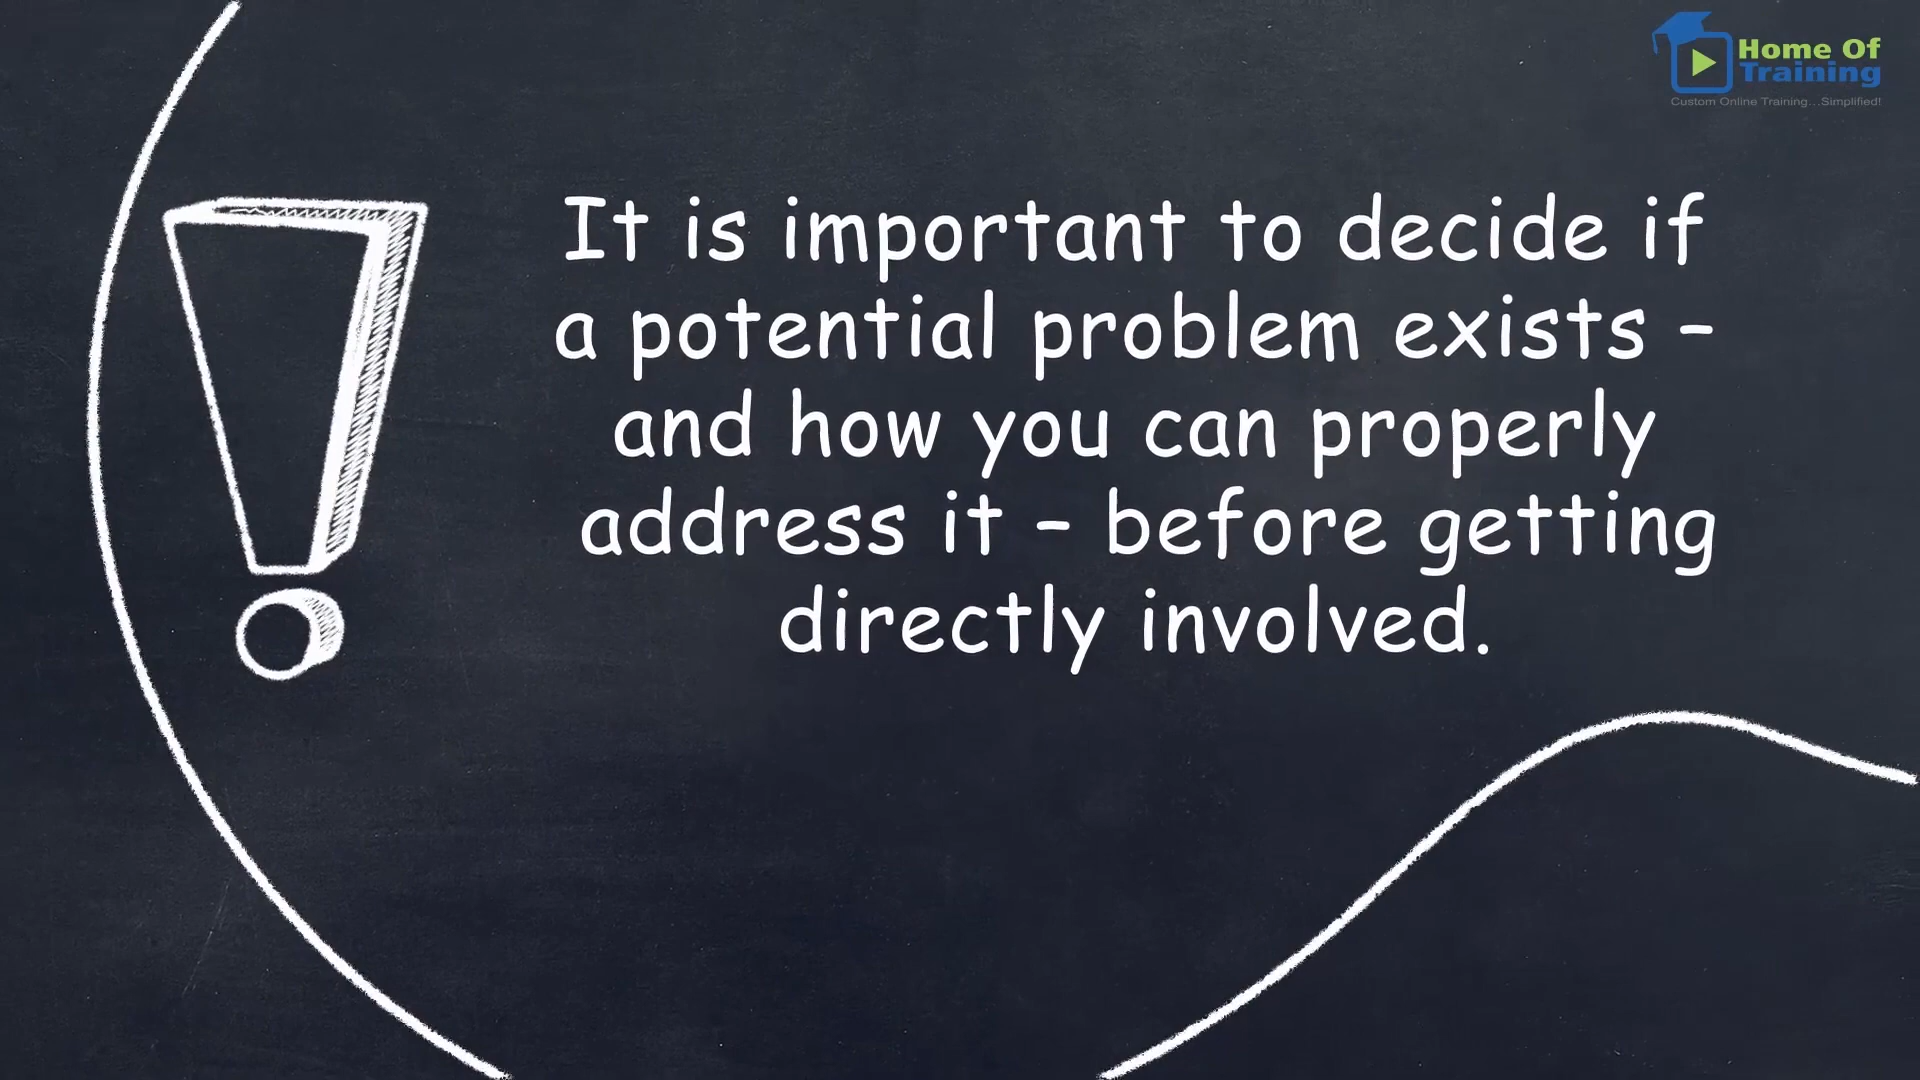 Home Of
Training
Custom Online Training...Simplified!
It is important to decide if
a potential problem exists –
and how you can properly
address it – before getting
directly involved.